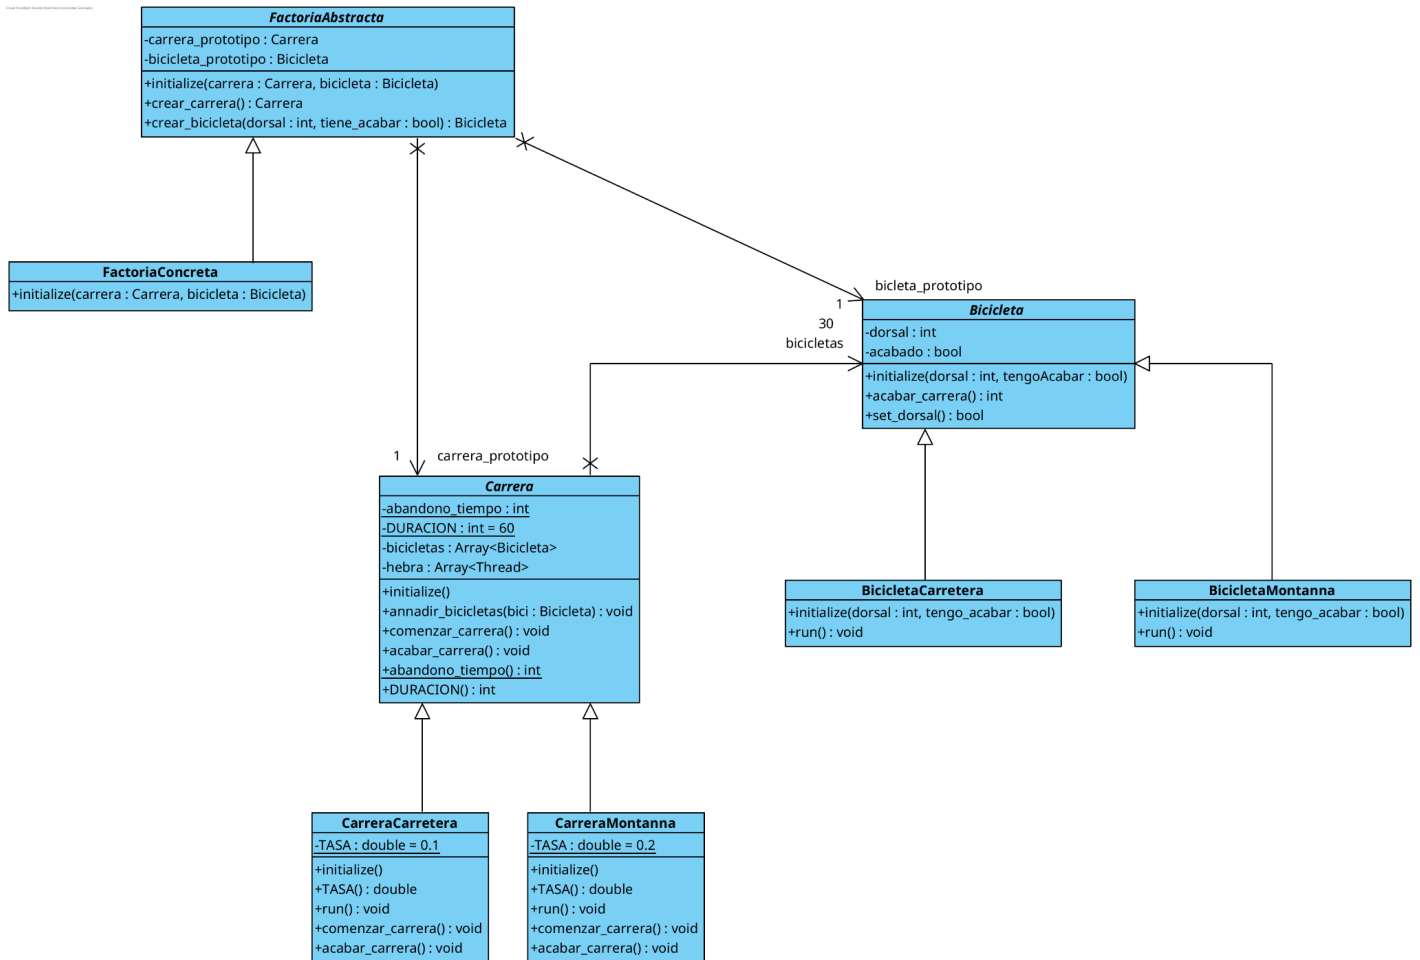 FactoriaAbstracta
-carrera_prototipo : Carrera
-bicicleta_prototipo : Bicicleta
+initialize(carrera : Carrera, bicicleta : Bicicleta)
+crear_carrera() : Carrera
+crear_bicicleta(dorsal : int, tiene_acabar : bool) : Bicicleta
FactoriaConcreta
+initialize(carrera : Carrera, bicicleta : Bicicleta)
bicleta_prototipo
1
30
bicicletas
Bicicleta
-dorsal : int
-acabado : bool
+initialize(dorsal : int, tengoAcabar : bool)
+acabar_carrera() : int
+set_dorsal() : bool
1
carrera_prototipo
Carrera
-abandono_tiempo : int
-DURACION : int = 60
-bicicletas : Array<Bicicleta>
-hebra : Array<Thread>
+initialize()
+annadir_bicicletas(bici : Bicicleta) : void
+comenzar_carrera() : void
+acabar_carrera() : void
+abandono_tiempo() : int
+DURACION() : int
BicicletaCarretera
+initialize(dorsal : int, tengo_acabar : bool)
+run() : void
BicicletaMontanna
+initialize(dorsal : int, tengo_acabar : bool)
+run() : void
CarreraCarretera
-TASA : double = 0.1
+initialize()
+TASA() : double
+run() : void
+comenzar_carrera() : void
+acabar_carrera() : void
CarreraMontanna
-TASA : double = 0.2
+initialize()
+TASA() : double
+run() : void
+comenzar_carrera() : void
+acabar_carrera() : void